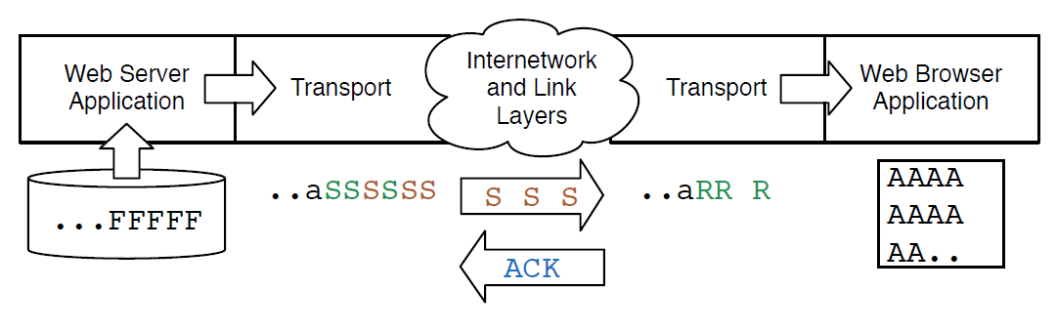 Web Server
Application
Transport
Internetwork
and Link
Layers
Transport
Web Browser
Application
...FFFFF
..aSSSSSS
S S S
ACK
..aRR R
AAAA
AAAA
AA..